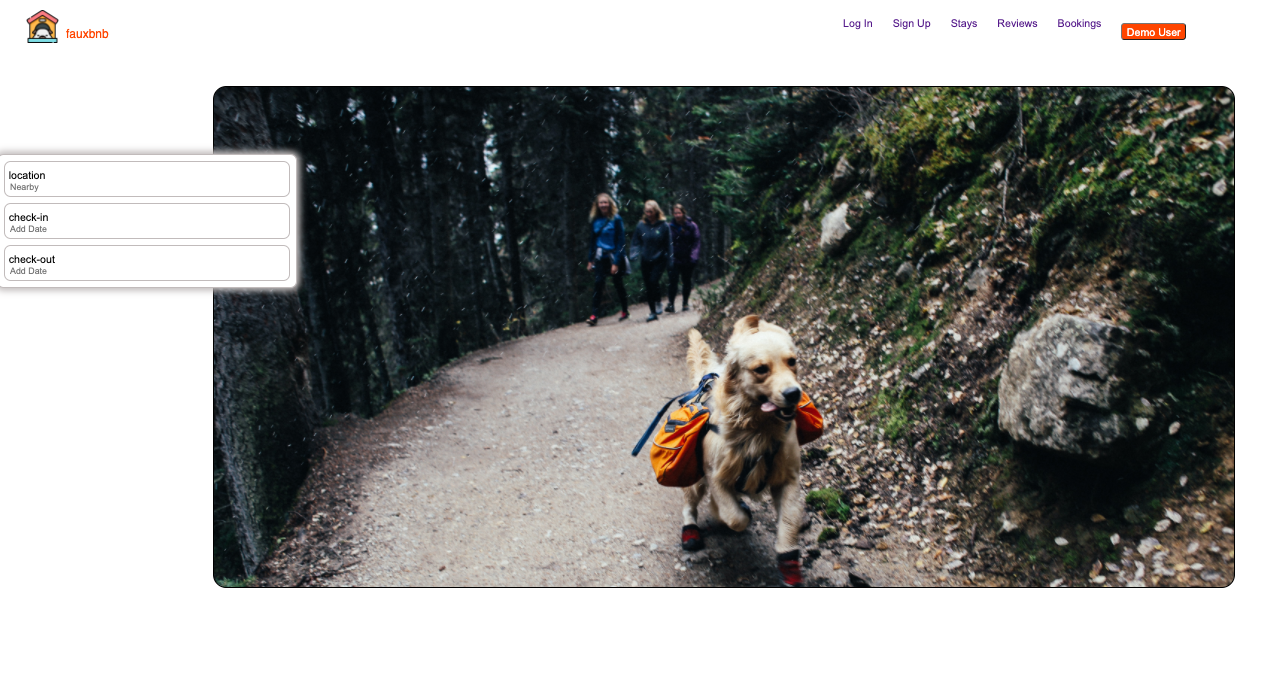 fauxbnb
Log In Sign Up Stays Reviews Bookings Demo User
location
Nearby
check-in
Add Date
check-out
Add Date